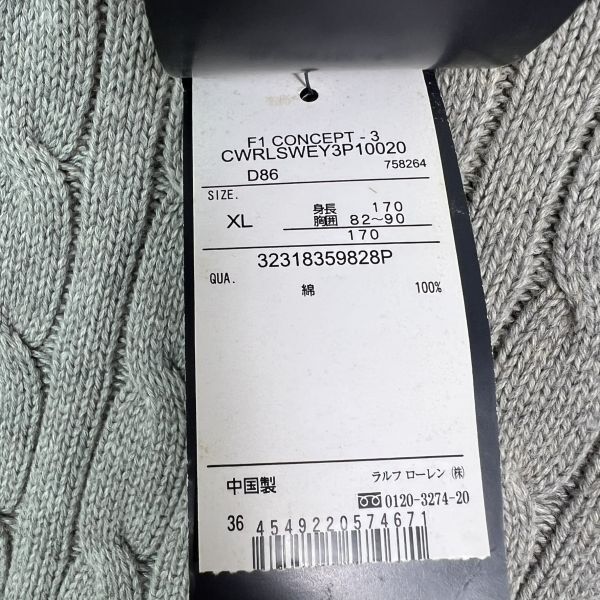 F1 CONCEPT - 3
CWRLSWEY3P10020
D86 758264
SIZE.
XL 身長 170
胸囲 82～90
170
32318359828P
QUA.
綿 100%
中国製 ラルフ ローレン ㈱
0120-3274-20
36 4549220574671